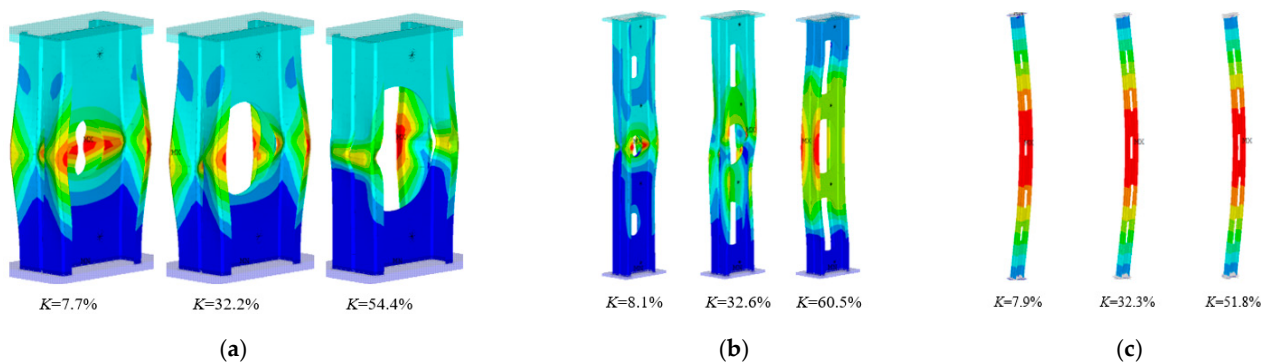 K=7.7% K=32.2% K=54.4%
(a)
K=8.1% K=32.6% K=60.5%
(b)
K=7.9% K=32.3% K=51.8%
(c)